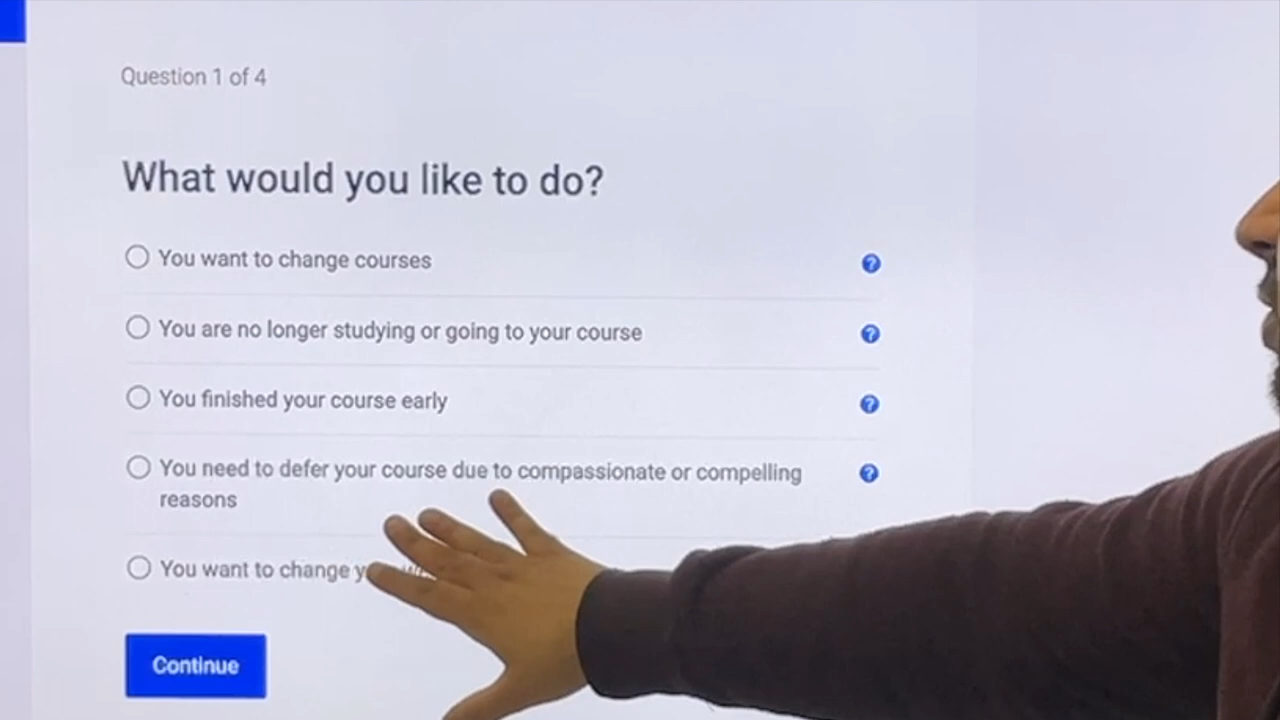 Question 1 of 4
What would you like to do?
You want to change courses
You are no longer studying or going to your course
You finished your course early
You need to defer your course due to compassionate or compelling
reasons
You want to change
Continue